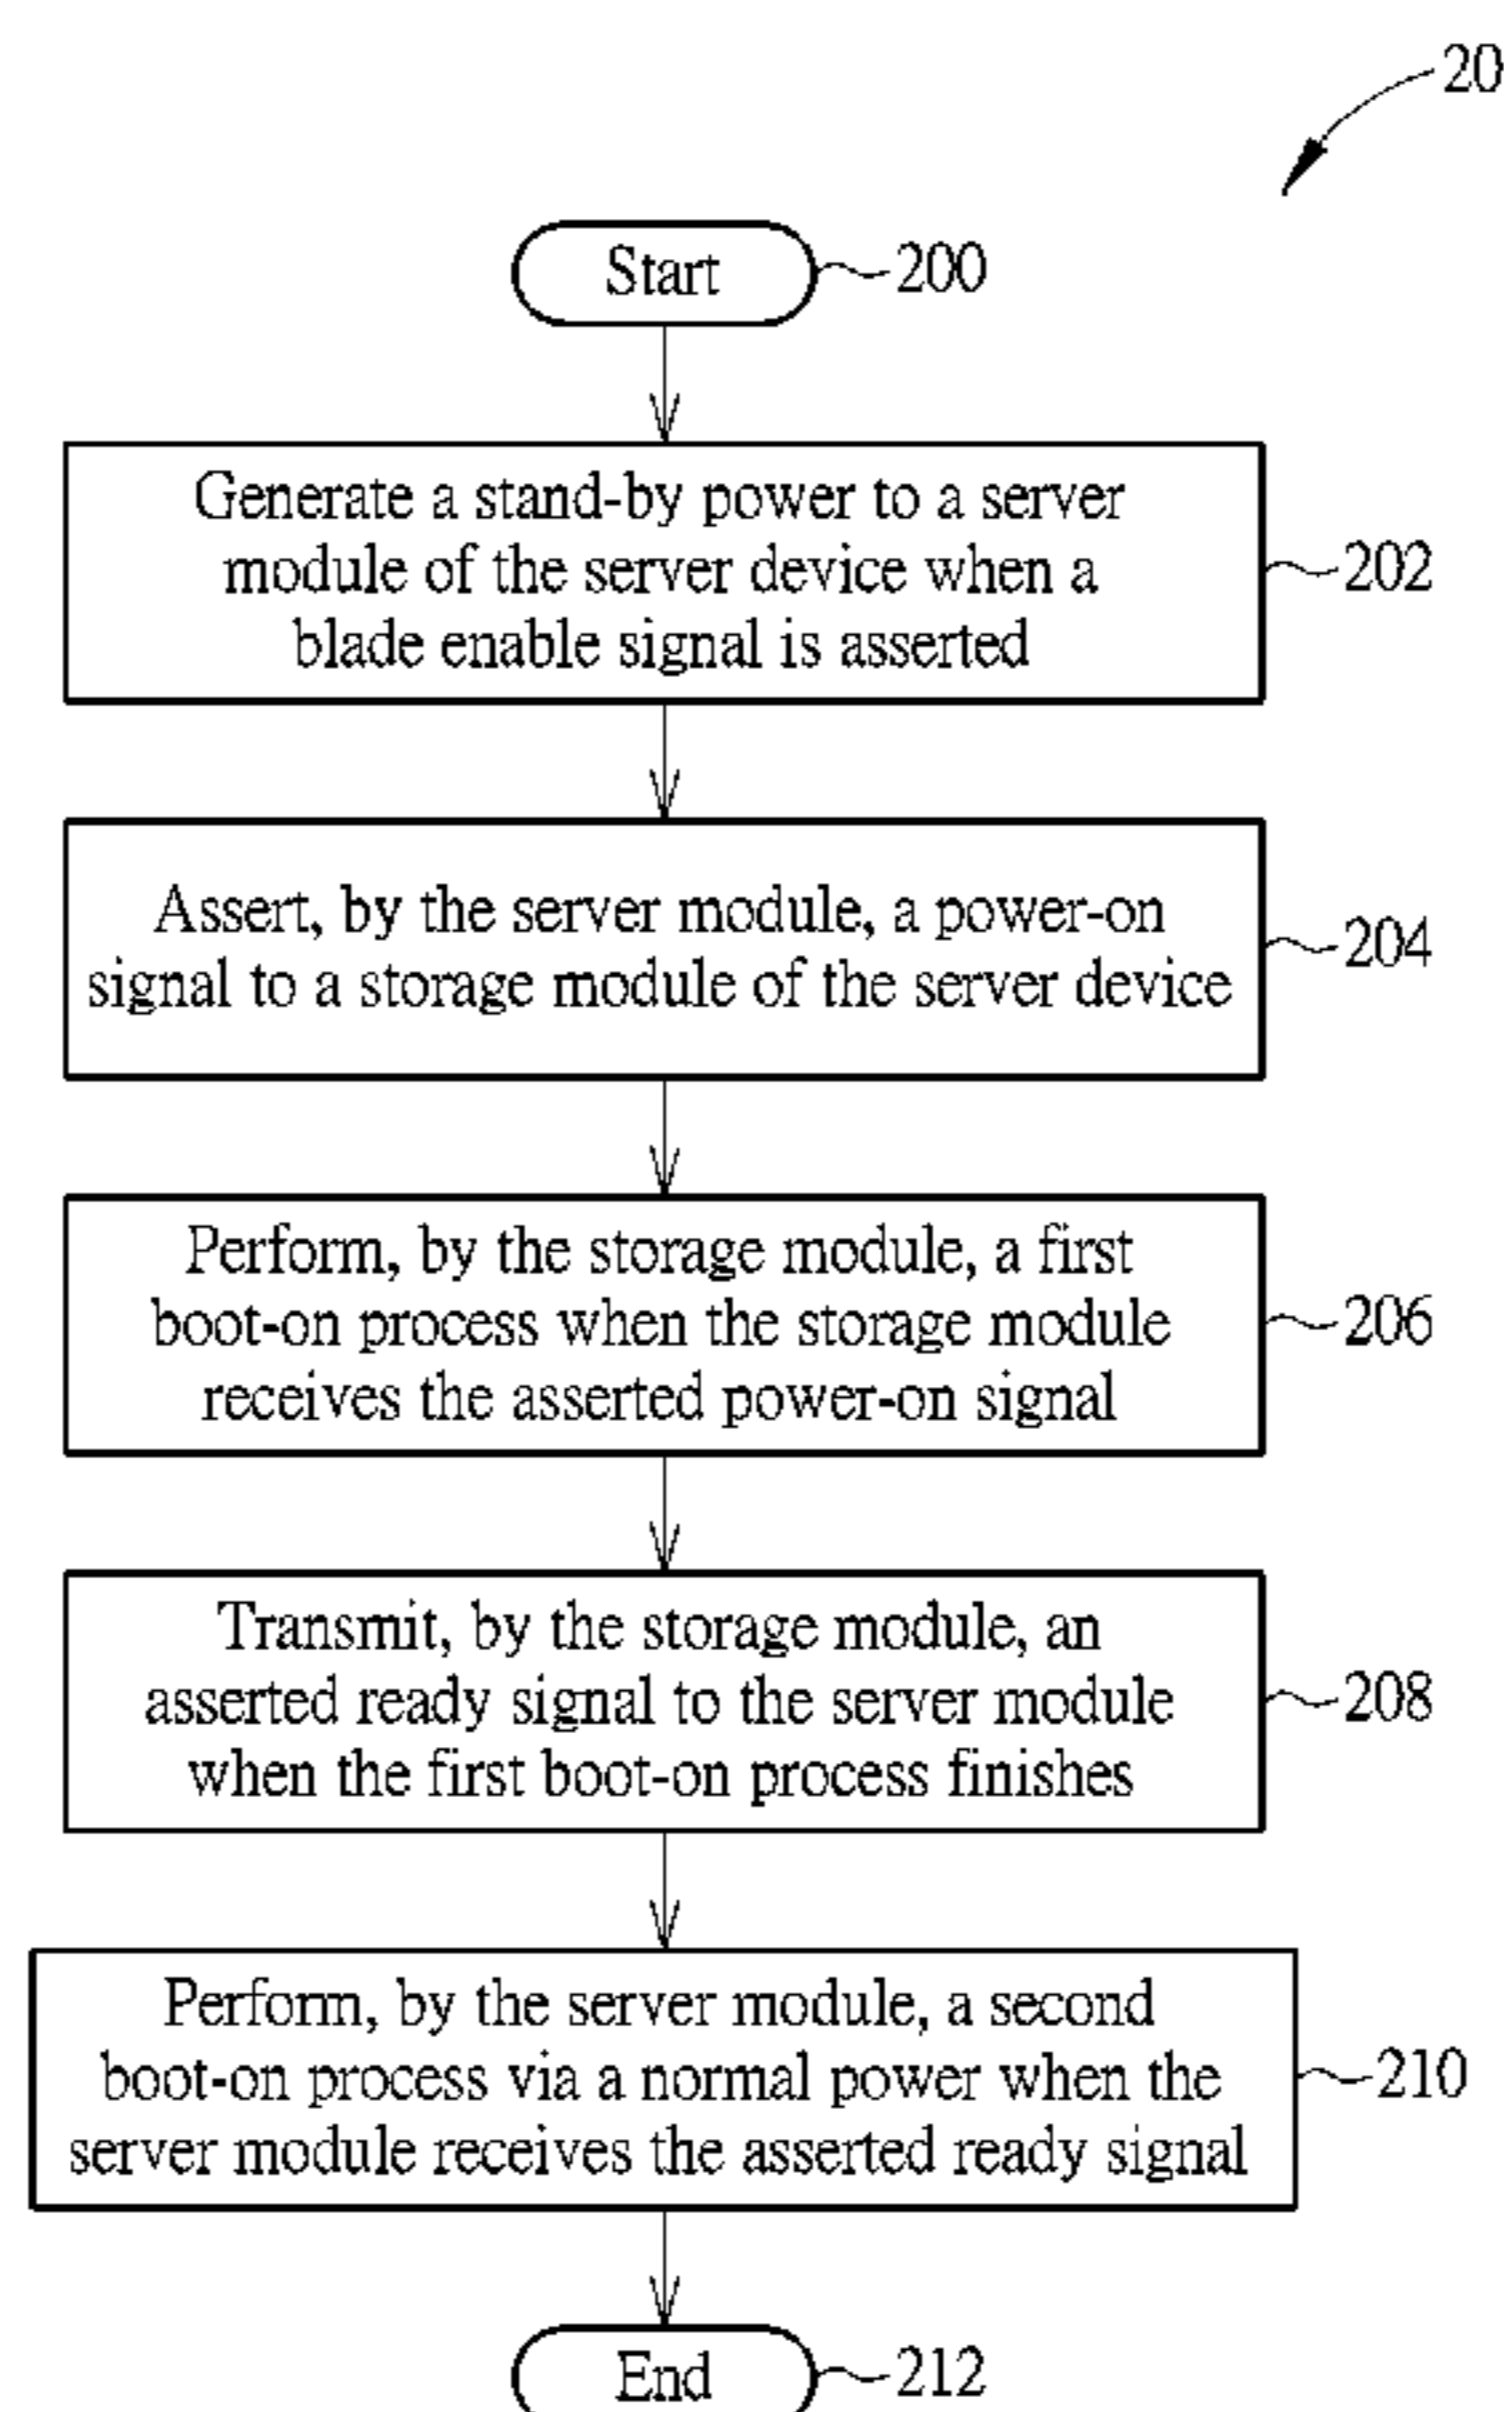 20
Start
200
Generate a stand-by power to a server
module of the server device when a
blade enable signal is asserted
202
Assert, by the server module, a power-on
signal to a storage module of the server device
204
Perform, by the storage module, a first
boot-on process when the storage module
receives the asserted power-on signal
206
Transmit, by the storage module, an
asserted ready signal to the server module
when the first boot-on process finishes
208
Perform, by the server module, a second
boot-on process via a normal power when the
server module receives the asserted ready signal
210
End
212